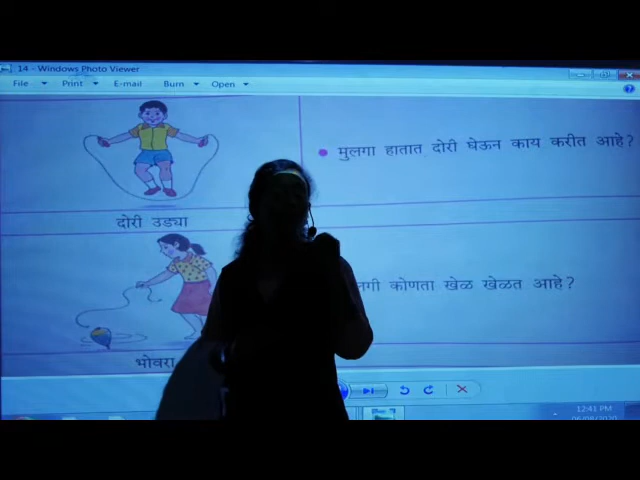 14 - Windows Photo Viewer
File Print E-mail Burn Open
मुलगा हातात दोरी घेऊन काय करीत आहे?
दोरी उड्या
कोणता खेळ खेळत आहे?
भोवरा
12:41 PM